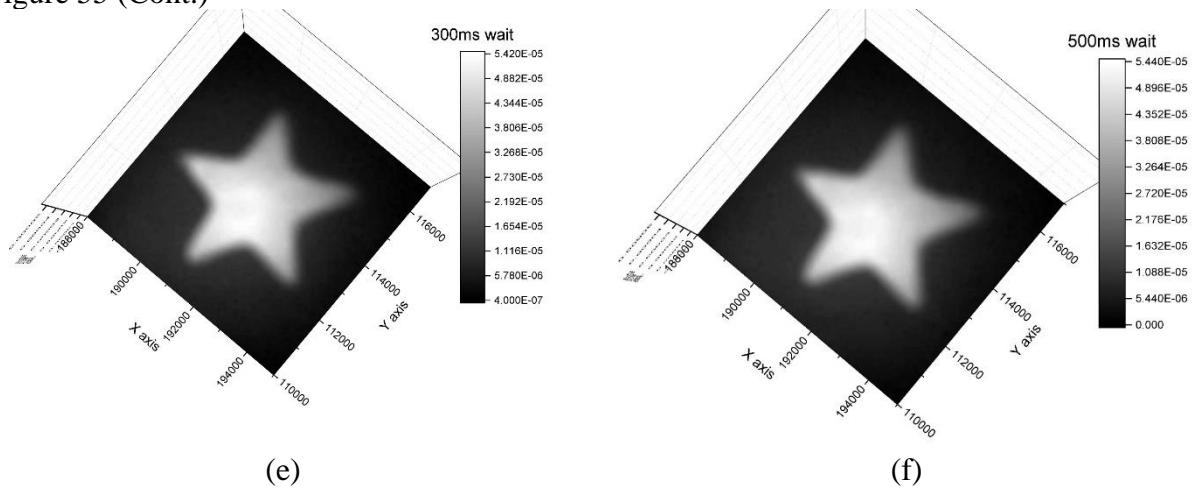 300ms wait
5.420E-05
4.882E-05
4.344E-05
3.806E-05
3.268E-05
2.730E-05
2.192E-05
1.654E-05
1.116E-05
5.780E-06
4.000E-07
188000
190000
192000
194000
X axis
110000
112000
114000
116000
Y axis
(e)
500ms wait
5.440E-05
4.896E-05
4.352E-05
3.808E-05
3.264E-05
2.720E-05
2.176E-05
1.632E-05
1.088E-05
5.440E-06
0.000
188000
190000
192000
194000
X axis
110000
112000
114000
116000
Y axis
(f)